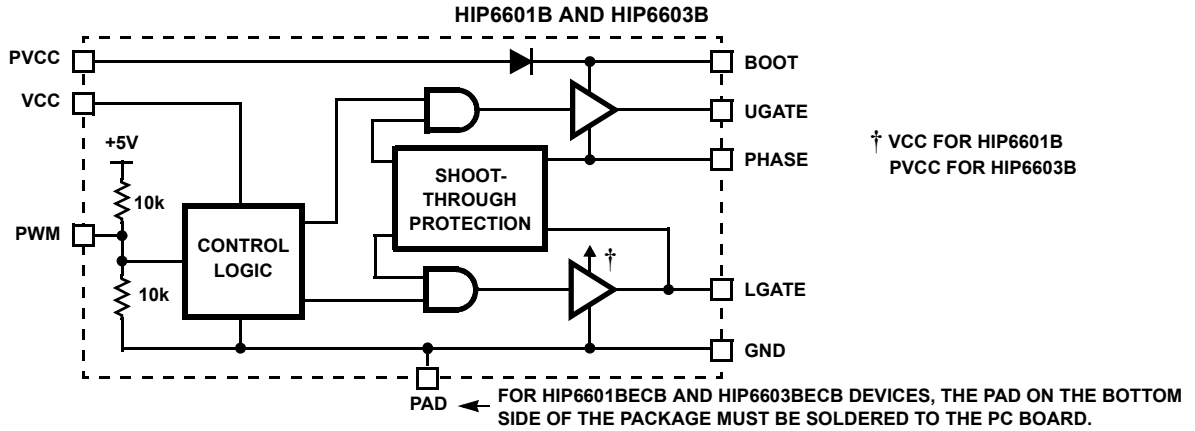 HIP6601B AND HIP6603B
PVCC
BOOT
VCC
UGATE
+5V
† VCC FOR HIP6601B
PHASE
PVCC FOR HIP6603B
SHOOT-
THROUGH
PROTECTION
10k
PWM
CONTROL
LOGIC
†
10k
LGATE
GND
PAD
FOR HIP6601BECB AND HIP6603BECB DEVICES, THE PAD ON THE BOTTOM
SIDE OF THE PACKAGE MUST BE SOLDERED TO THE PC BOARD.